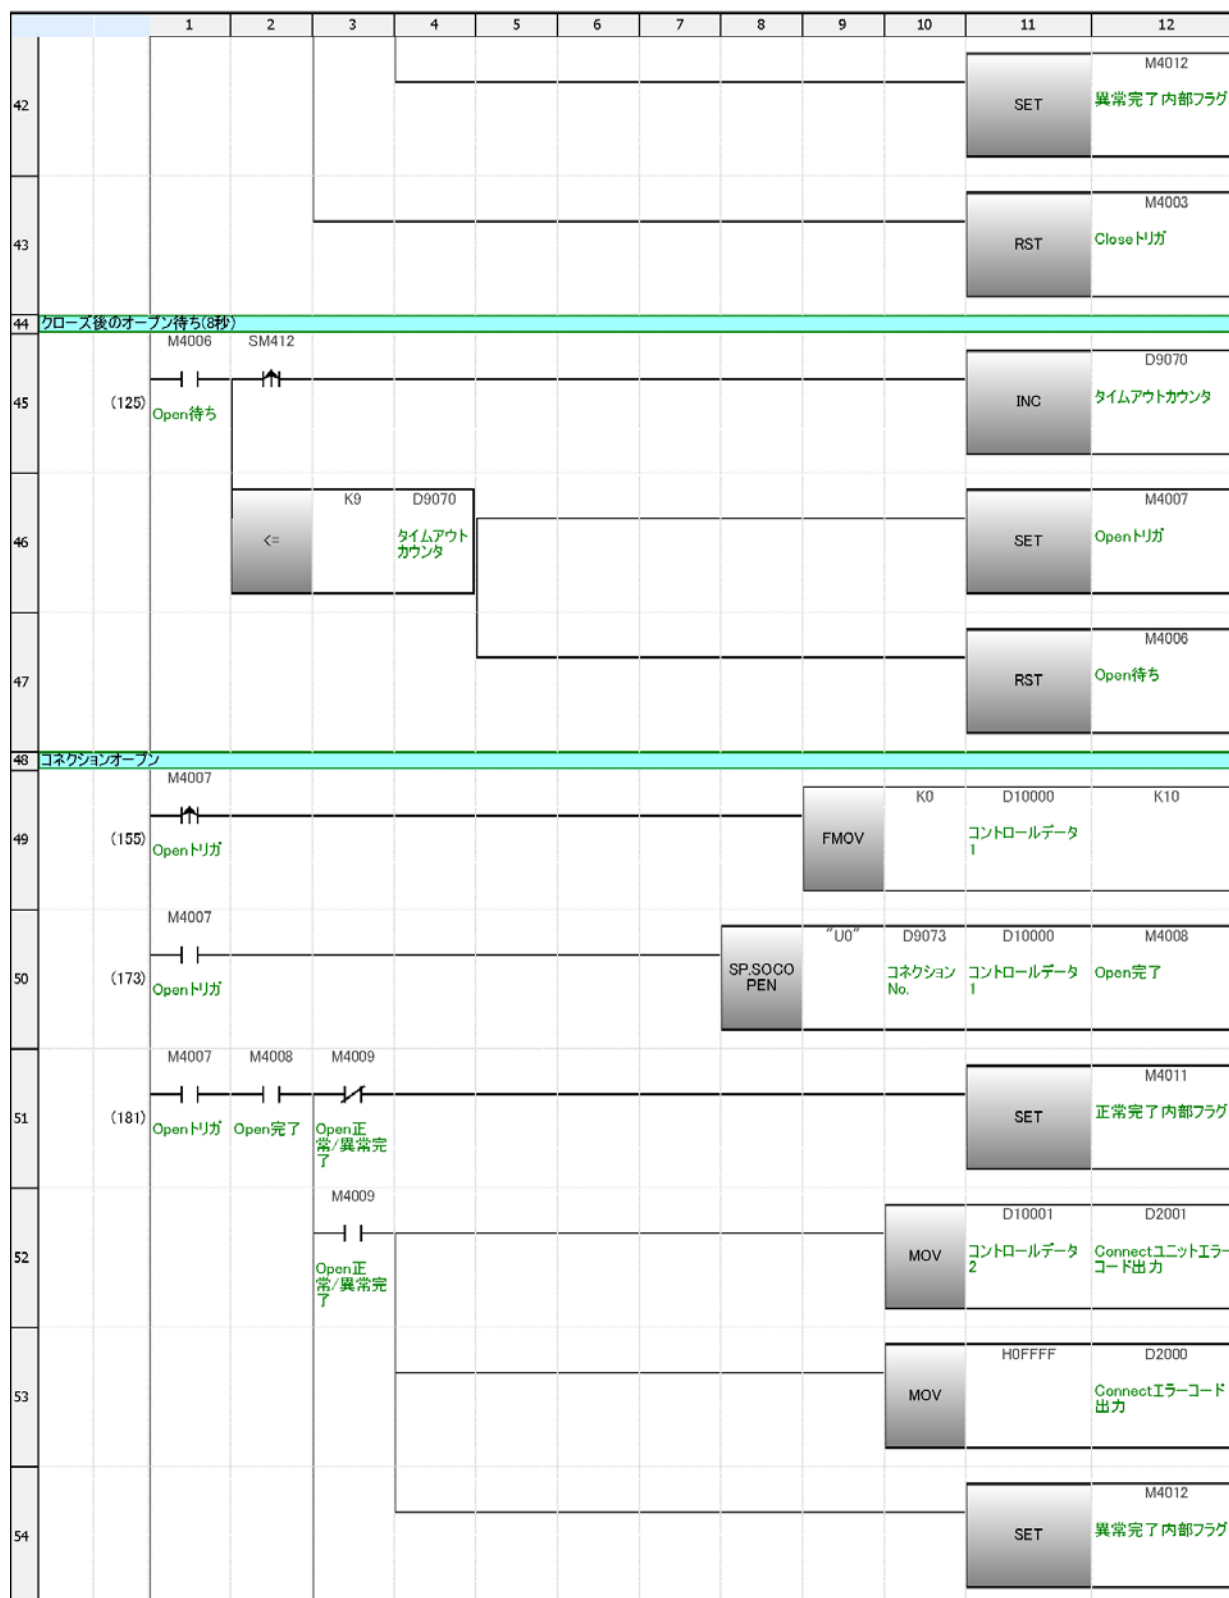 1 2 3 4 5 6 7 8 9 10 11 12
M4012
42 SET 異常完了内部フラグ
M4003
43 RST Closeトリガ
44 クローズ後のオープン待ち(8秒)
M4006 SM412 D9070
45 (125) Open待ち INC タイムアウトカウンタ
K9 D9070 M4007
46 <= タイムアウト SET Openトリガ
カウンタ
M4006
47 RST Open待ち
48 コネクションオープン
M4007 K0 D10000 K10
49 (155) Openトリガ FMOV コントロールデータ
1
M4007 "U0" D9073 D10000 M4008
50 (173) Openトリガ SP.SOCO コネクション コントロールデータ Open完了
PEN No. 1
M4007 M4008 M4009 M4011
51 (181) Openトリガ Open完了 Open正 SET 正常完了内部フラグ
常/異常完
了
M4009 D10001 D2001
52 Open正 MOV コントロールデータ Connectユニットエラー
常/異常完 2 コード出力
了
H0FFFF D2000
53 MOV Connectエラーコード
出力
M4012
54 SET 異常完了内部フラグ